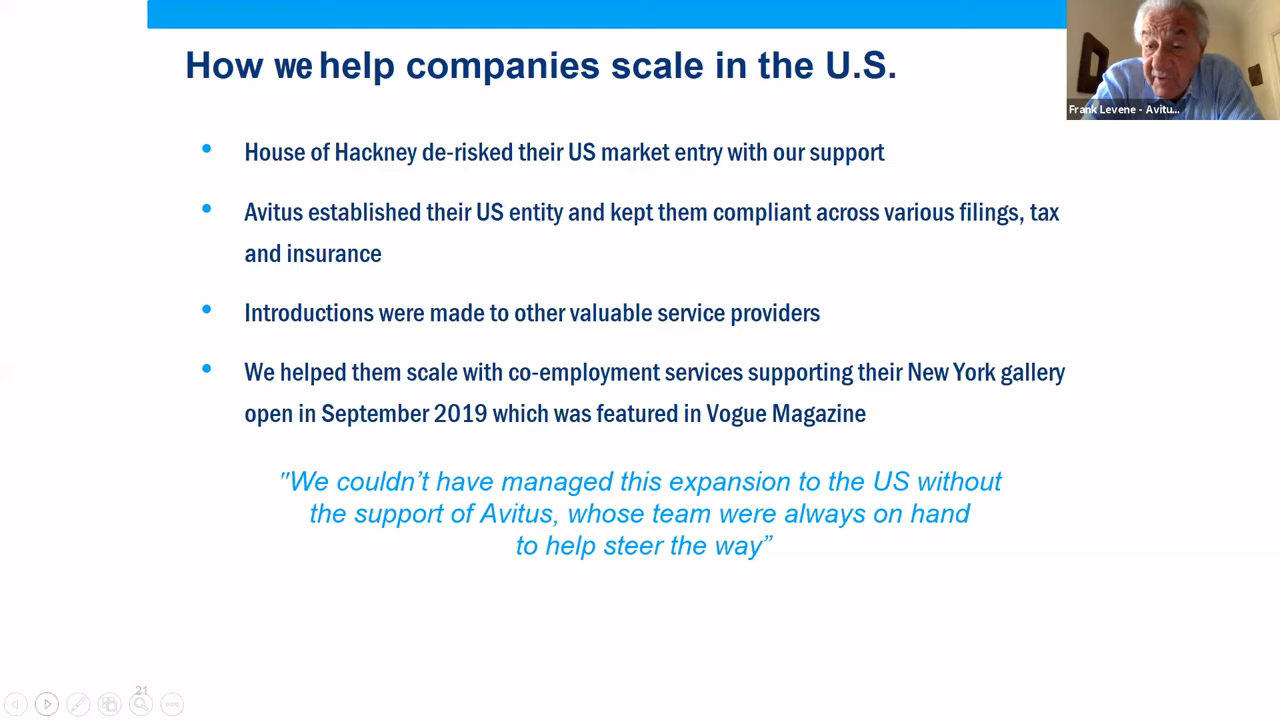 How we help companies scale in the U.S.
Frank Levene - Avitu...
• House of Hackney de-risked their US market entry with our support
• Avitus established their US entity and kept them compliant across various filings, tax
and insurance
• Introductions were made to other valuable service providers
• We helped them scale with co-employment services supporting their New York gallery
open in September 2019 which was featured in Vogue Magazine
"We couldn’t have managed this expansion to the US without
the support of Avitus, whose team were always on hand
to help steer the way”
21